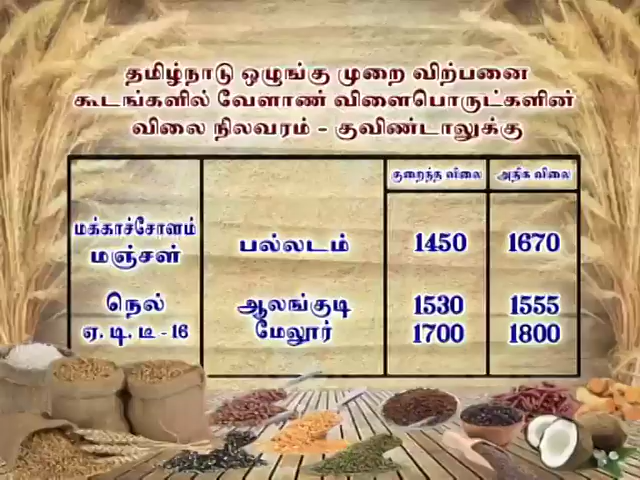 தமிழ்நாடு ஒழுங்கு முறை விற்பனை
கூடங்களில் வேளாண் விளைபொருட்களின்
விலை நிலவரம் - குவிண்டாலுக்கு
குறைந்த விலை அதிக விலை
மக்காச்சோளம்
மஞ்சள் பல்லடம் 1450 1670
நெல் ஆலங்குடி 1530 1555
ஏ. டி. டீ - 16 மேலூர் 1700 1800